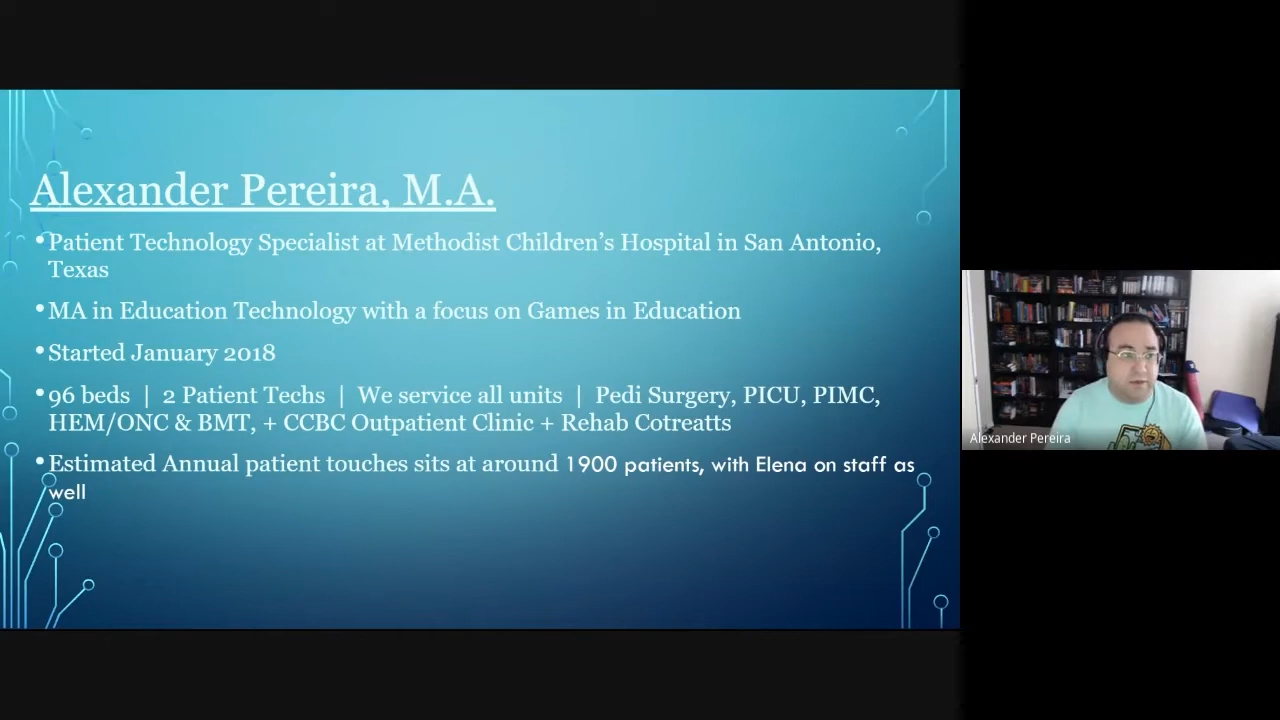 Alexander Pereira, M.A.
•Patient Technology Specialist at Methodist Children’s Hospital in San Antonio,
Texas
•MA in Education Technology with a focus on Games in Education
•Started January 2018
•96 beds | 2 Patient Techs | We service all units | Pedi Surgery, PICU, PIMC,
HEM/ONC & BMT, + CCBC Outpatient Clinic + Rehab Cotreatts
•Estimated Annual patient touches sits at around 1900 patients, with Elena on staff as
well
Alexander Pereira